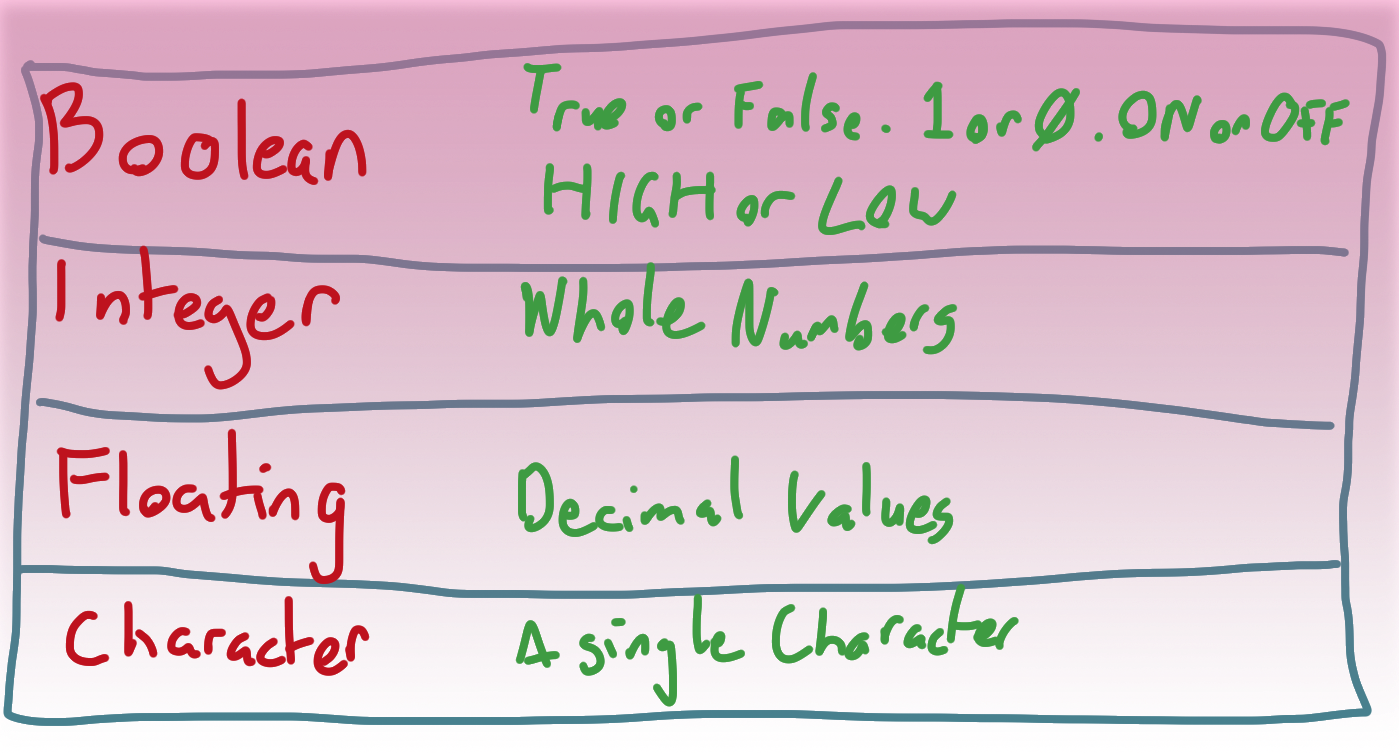 Boolean True or False. 1 or Ø. ON or OFF
HIGH or LOW
Integer Whole Numbers
Floating Decimal Values
Character A single Character